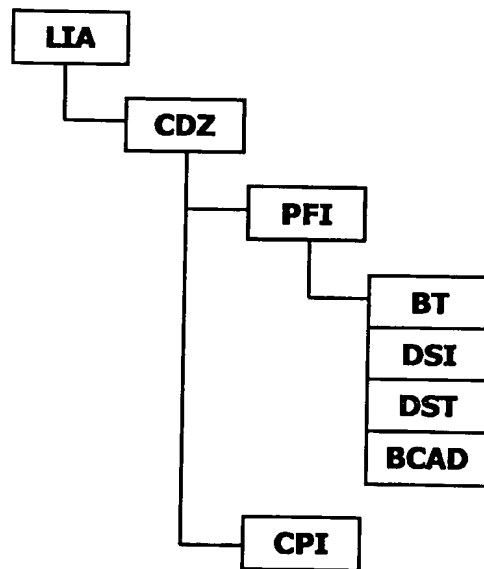 LIA
CDZ
PFI
BT
DSI
DST
BCAD
CPI